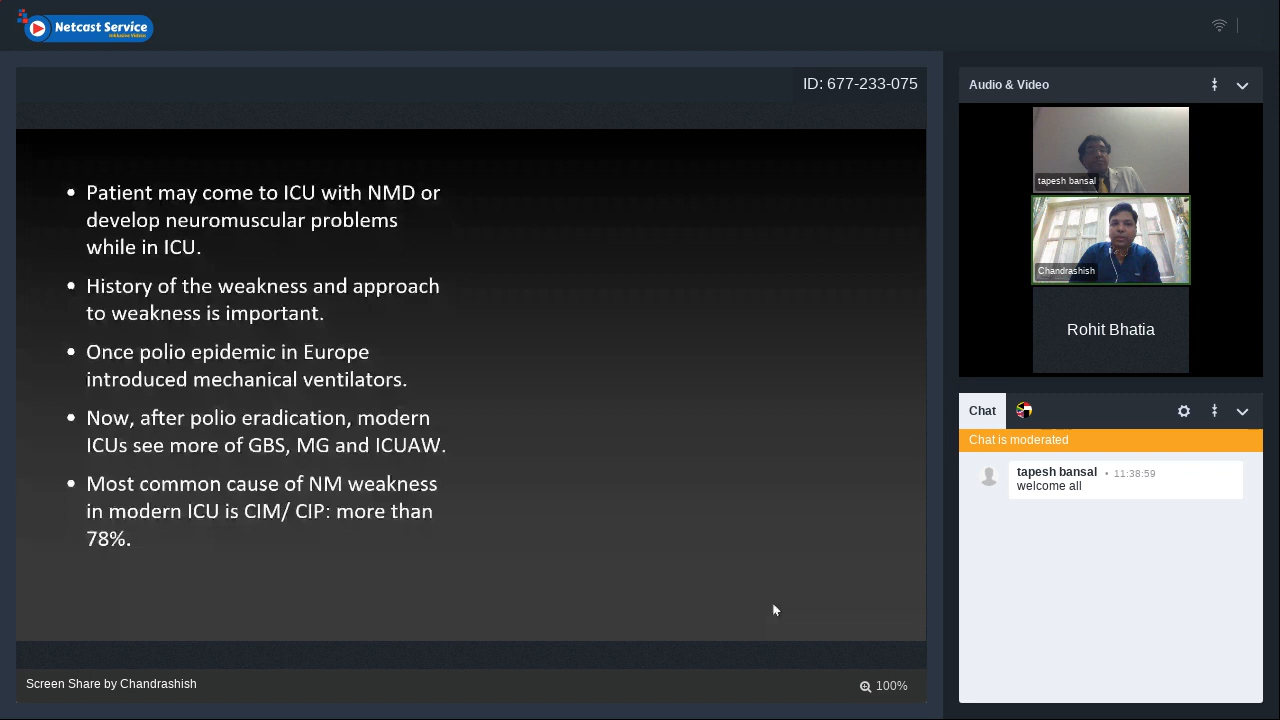 Netcast Service
Inklusive Videos
ID: 677-233-075
• Patient may come to ICU with NMD or
develop neuromuscular problems
while in ICU.
• History of the weakness and approach
to weakness is important.
• Once polio epidemic in Europe
introduced mechanical ventilators.
• Now, after polio eradication, modern
ICUs see more of GBS, MG and ICUAW.
• Most common cause of NM weakness
in modern ICU is CIM/ CIP: more than
78%.
Screen Share by Chandrashish
100%
Audio & Video
tapesh bansal
Chandrashish
Rohit Bhatia
Chat
Chat is moderated
tapesh bansal • 11:38:59
welcome all